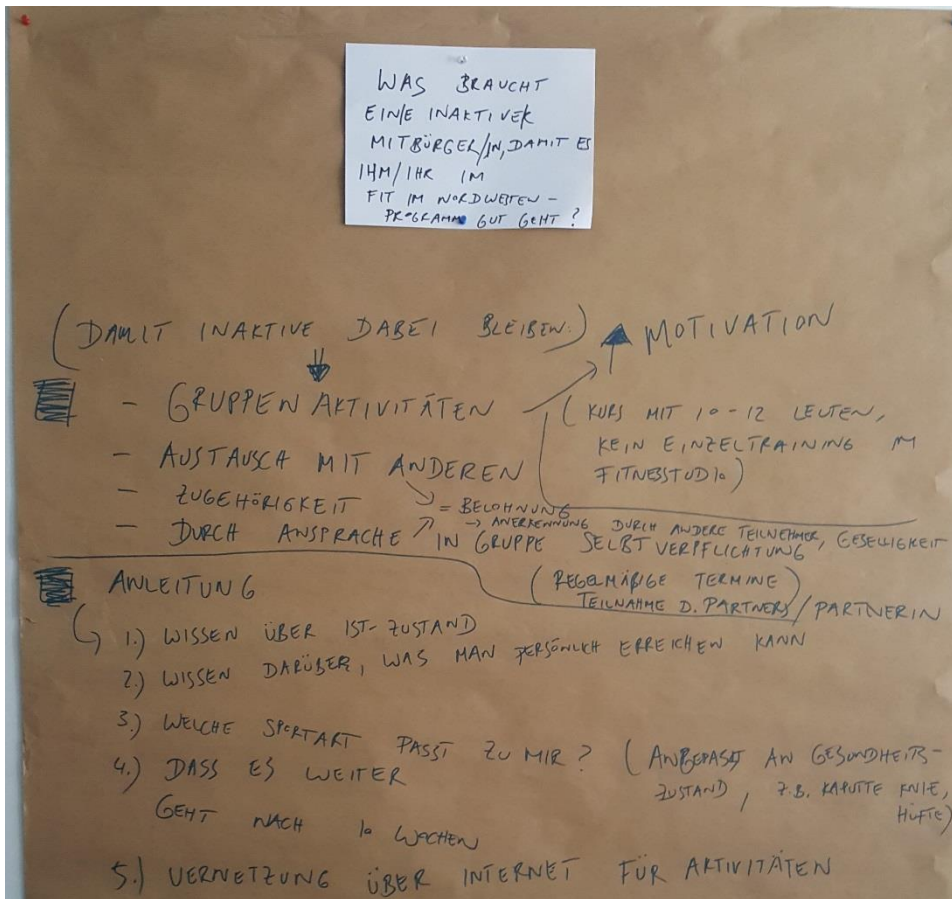 WAS BRAUCHT
EIN/E INAKTIVE/R
MITBÜRGER/IN, DAMIT ES
IHM/IHR IM
FIT IM NORDWESTEN -
PROGRAMM GUT GEHT?
(DAMIT INAKTIVE DABEI BLEIBEN:)
MOTIVATION
- GRUPPENAKTIVITÄTEN
(KURS MIT 10-12 LEUTEN,
KEIN EINZELTRAINING IM
FITNESSTUDIO)
- AUSTAUSCH MIT ANDEREN
- ZUGEHÖRIGKEIT
= BELOHNUNG
→ ANERKENNUNG DURCH ANDERE TEILNEHMER, GESELLIGKEIT
- DURCH ANSPRACHE IN GRUPPE SELBTVERPFLICHTUNG
(REGELMÄßIGE TERMINE)
TEILNAHME D. PARTNERS/PARTNERIN
ANLEITUNG
1.) WISSEN ÜBER IST-ZUSTAND
2.) WISSEN DARÜBER, WAS MAN PERSÖNLICH ERREICHEN KANN
3.) WELCHE SPORTART PASST ZU MIR? (ANGEPASST AN GESUNDHEITS-
ZUSTAND, Z.B. KAPUTTE KNIE,
HÜFTE)
4.) DASS ES WEITER
GEHT NACH 10 WOCHEN
5.) VERNETZUNG ÜBER INTERNET FÜR AKTIVITÄTEN